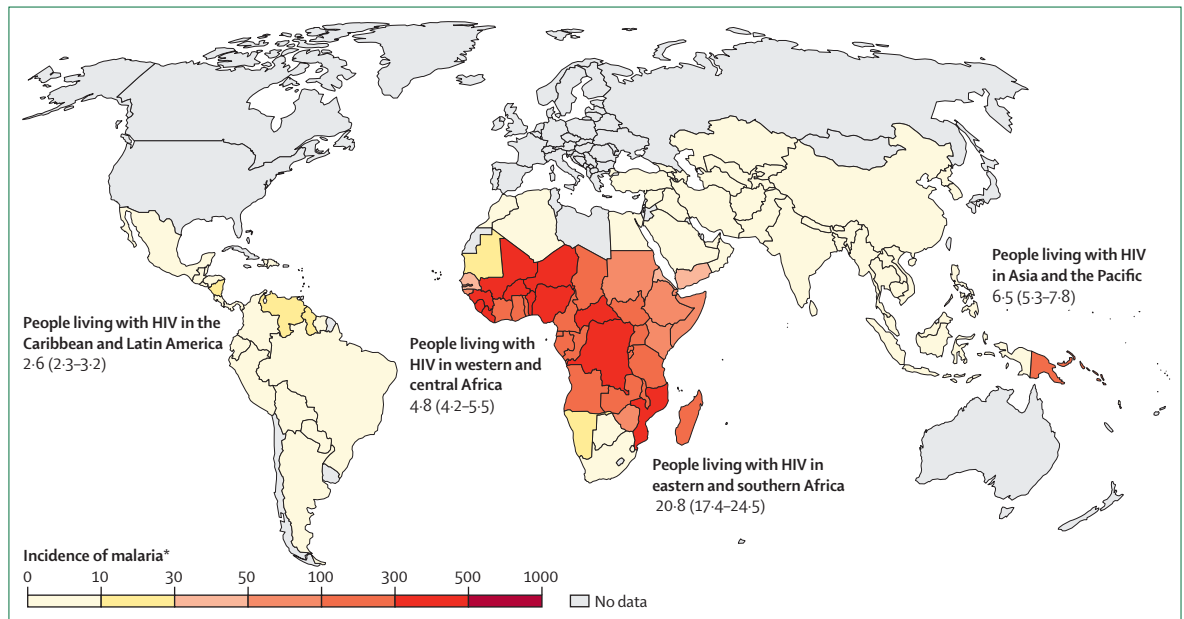 People living with HIV
in Asia and the Pacific
6·5 (5·3–7·8)
People living with HIV in the
Caribbean and Latin America
2·6 (2·3–3·2)
People living with
HIV in western and
central Africa
4·8 (4·2–5·5)
People living with HIV in
eastern and southern Africa
20·8 (17·4–24·5)
Incidence of malaria*
0 10 30 50 100 300 500 1000
No data